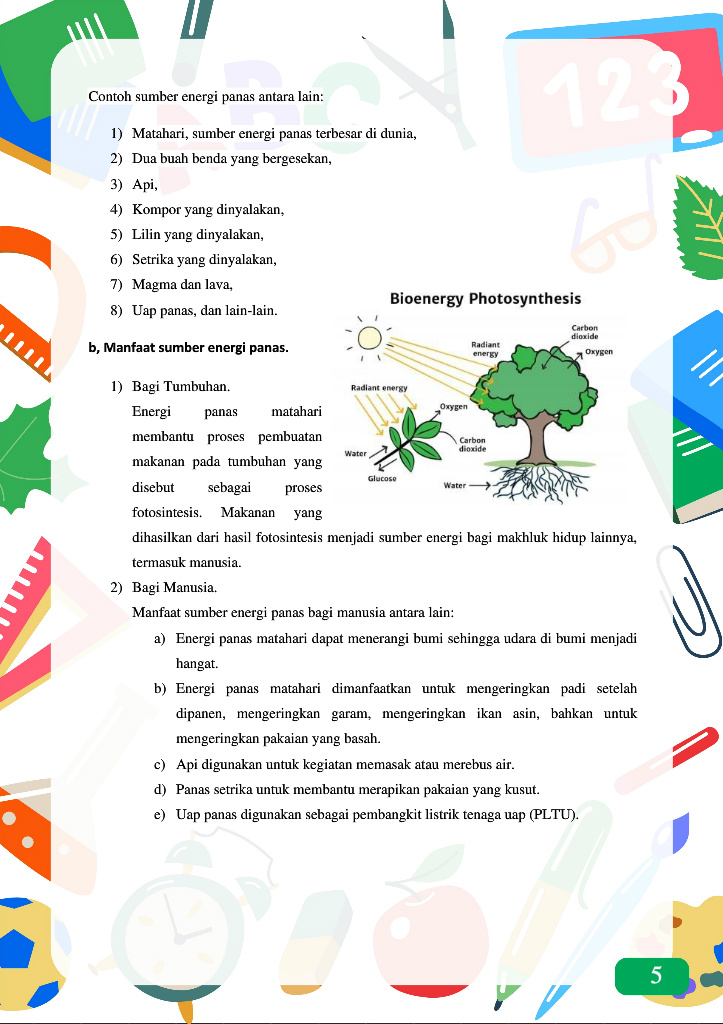 ABC
123
Contoh sumber energi panas antara lain:
1) Matahari, sumber energi panas terbesar di dunia,
2) Dua buah benda yang bergesekan,
3) Api,
4) Kompor yang dinyalakan,
5) Lilin yang dinyalakan,
6) Setrika yang dinyalakan,
7) Magma dan lava,
8) Uap panas, dan lain-lain.
b, Manfaat sumber energi panas.
1) Bagi Tumbuhan.
Energi panas matahari
membantu proses pembuatan
makanan pada tumbuhan yang
disebut sebagai proses
fotosintesis. Makanan yang
dihasilkan dari hasil fotosintesis menjadi sumber energi bagi makhluk hidup lainnya,
termasuk manusia.
Bioenergy Photosynthesis
Carbon
dioxide
Radiant
energy
Oxygen
Radiant energy
Oxygen
Carbon
dioxide
Water
Glucose
Water
2) Bagi Manusia.
Manfaat sumber energi panas bagi manusia antara lain:
a) Energi panas matahari dapat menerangi bumi sehingga udara di bumi menjadi
hangat.
b) Energi panas matahari dimanfaatkan untuk mengeringkan padi setelah
dipanen, mengeringkan garam, mengeringkan ikan asin, bahkan untuk
mengeringkan pakaian yang basah.
c) Api digunakan untuk kegiatan memasak atau merebus air.
d) Panas setrika untuk membantu merapikan pakaian yang kusut.
e) Uap panas digunakan sebagai pembangkit listrik tenaga uap (PLTU).
5